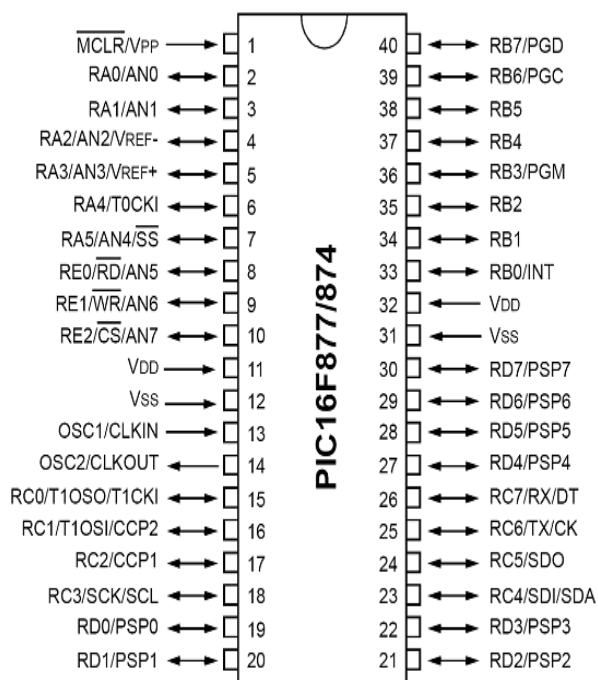 MCLR/VPP 1 40 RB7/PGD
RA0/AN0 2 39 RB6/PGC
RA1/AN1 3 38 RB5
RA2/AN2/VREF- 4 37 RB4
RA3/AN3/VREF+ 5 36 RB3/PGM
RA4/T0CKI 6 35 RB2
RA5/AN4/SS 7 34 RB1
RE0/RD/AN5 8 33 RB0/INT
RE1/WR/AN6 9 32 VDD
RE2/CS/AN7 10 31 VSS
VDD 11 30 RD7/PSP7
VSS 12 29 RD6/PSP6
OSC1/CLKIN 13 28 RD5/PSP5
OSC2/CLKOUT 14 27 RD4/PSP4
RC0/T1OSO/T1CKI 15 26 RC7/RX/DT
RC1/T1OSI/CCP2 16 25 RC6/TX/CK
RC2/CCP1 17 24 RC5/SDO
RC3/SCK/SCL 18 23 RC4/SDI/SDA
RD0/PSP0 19 22 RD3/PSP3
RD1/PSP1 20 21 RD2/PSP2
PIC16F877/874